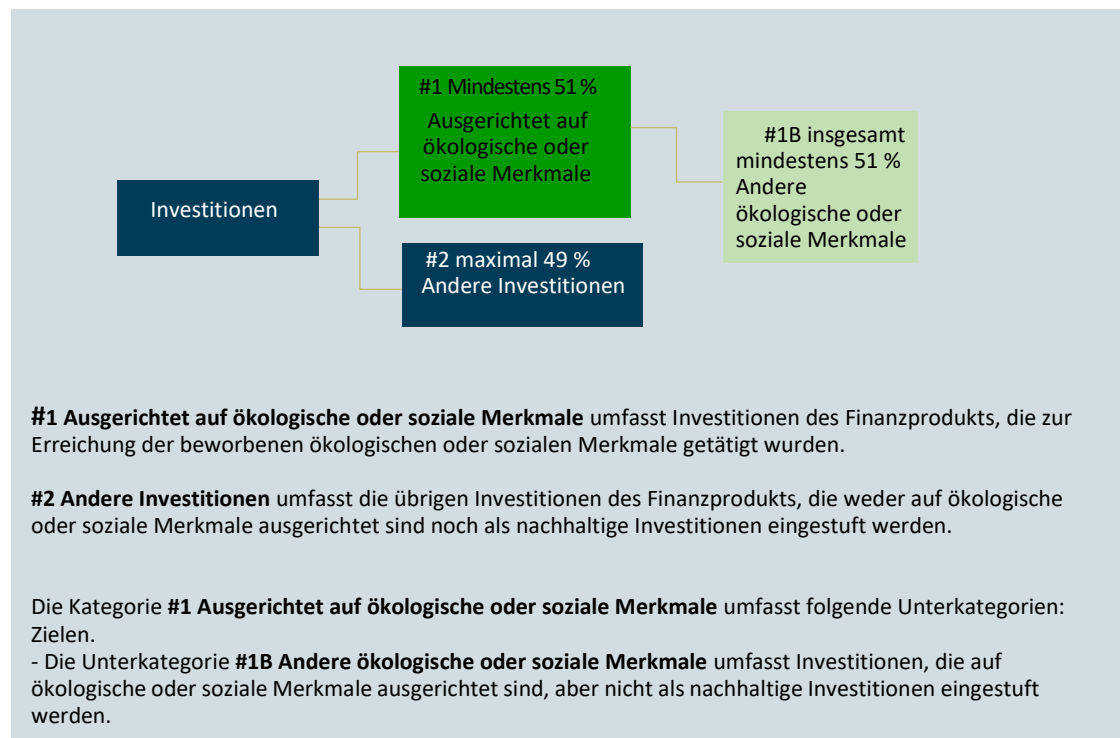 #1 Mindestens 51 %
Ausgerichtet auf
ökologische oder
soziale Merkmale
#1B insgesamt
mindestens 51 %
Andere
ökologische oder
soziale Merkmale
Investitionen
#2 maximal 49 %
Andere Investitionen
#1 Ausgerichtet auf ökologische oder soziale Merkmale umfasst Investitionen des Finanzprodukts, die zur
Erreichung der beworbenen ökologischen oder sozialen Merkmale getätigt wurden.
#2 Andere Investitionen umfasst die übrigen Investitionen des Finanzprodukts, die weder auf ökologische
oder soziale Merkmale ausgerichtet sind noch als nachhaltige Investitionen eingestuft werden.
Die Kategorie #1 Ausgerichtet auf ökologische oder soziale Merkmale umfasst folgende Unterkategorien:
Zielen.
- Die Unterkategorie #1B Andere ökologische oder soziale Merkmale umfasst Investitionen, die auf
ökologische oder soziale Merkmale ausgerichtet sind, aber nicht als nachhaltige Investitionen eingestuft
werden.